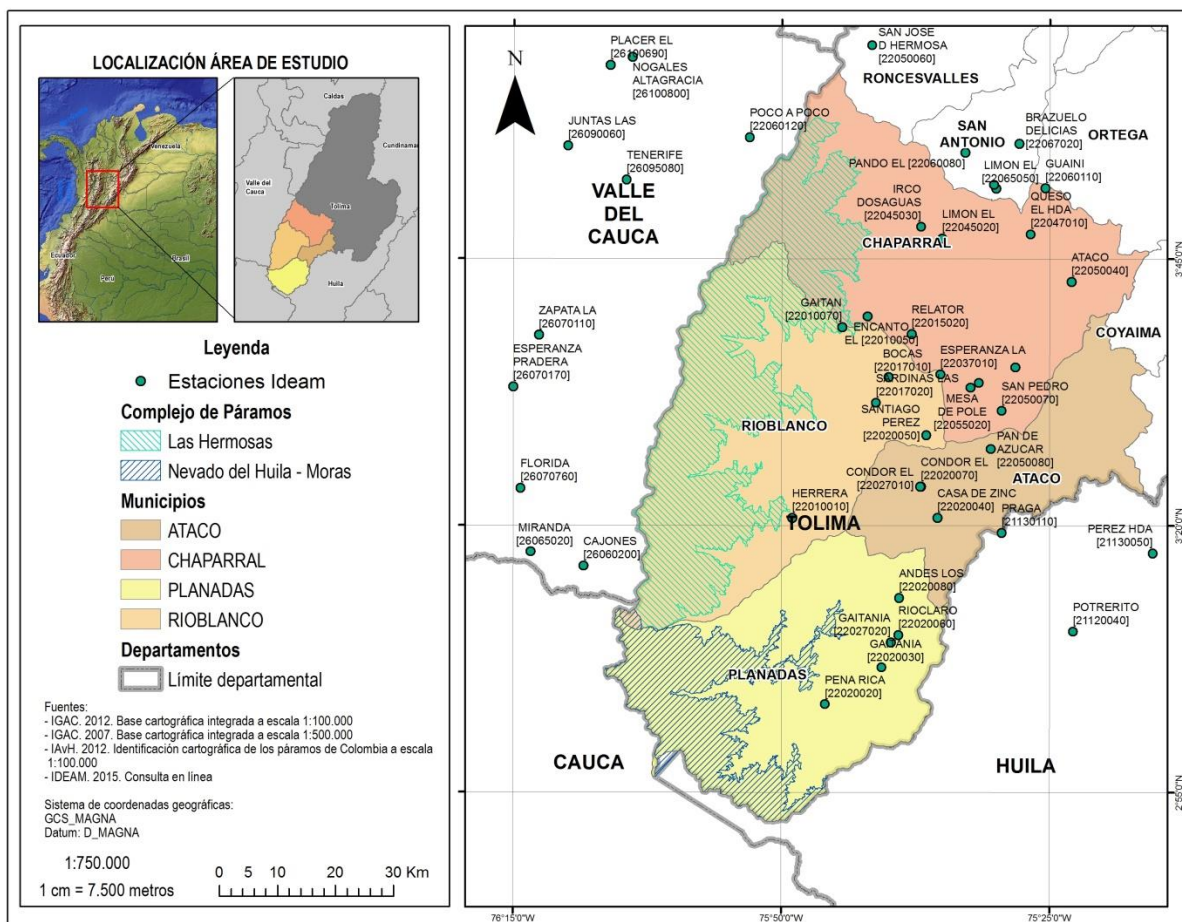 LOCALIZACIÓN ÁREA DE ESTUDIO
Venezuela
Ecuador
Perú
Brasil
Caldas
Cundinamar
Valle del
Cauca
Tolima
Huila
Leyenda
Estaciones Ideam
Complejo de Páramos
Las Hermosas
Nevado del Huila - Moras
Municipios
ATACO
CHAPARRAL
PLANADAS
RIOBLANCO
Departamentos
Límite departamental
Fuentes:
- IGAC. 2012. Base cartográfica integrada a escala 1:100.000
- IGAC. 2007. Base cartográfica integrada a escala 1:500.000
- IAvH. 2012. Identificación cartográfica de los páramos de Colombia a escala
1:100.000
- IDEAM. 2015. Consulta en linea
Sistema de coordenadas geográficas:
GCS_MAGNA
Datum: D_MAGNA
1:750.000
1 cm = 7.500 metros
0 5 10 20 30 Km
N
PLACER EL
[26100690]
NOGALES
ALTAGRACIA
[26100800]
SAN JOSE
D HERMOSA
[22050060]
RONCESVALLES
JUNTAS LAS
[26090060]
POCO A POCO
[22060120]
SAN
ANTONIO
BRAZUELO
DELICIAS
[22067020]
ORTEGA
TENERIFE
[26095080]
PANDO EL [22060080]
LIMON EL
[22065050]
GUAINI
[22060110]
VALLE
DEL
CAUCA
IRCO
DOSAGUAS
[22045030]
LIMON EL
[22045020]
QUESO
EL HDA
[22047010]
CHAPARRAL
ATACO
[22050040]
ZAPATA LA
[26070110]
GAITAN
[22010070]
ENCANTO
EL [22010050]
RELATOR
[22015020]
COYAIMA
ESPERANZA
PRADERA
[26070170]
BOCAS
[22017010]
ESPERANZA LA
[22037010]
SARDINAS LAS
[22017020]
MESA
DE POLE
[22055020]
SAN PEDRO
[22050070]
RIOBLANCO
SANTIAGO
PEREZ
[22020050]
PAN DE
AZUCAR
[22050080]
FLORIDA
[26070760]
CONDOR EL
[22027010]
CONDOR EL
[22020070]
ATACO
HERRERA
[22010010]
TOLIMA
CASA DE ZINC
[22020040]
PRAGA
[21130110]
MIRANDA
[26065020]
CAJONES
[26060200]
PEREZ HDA
[21130050]
ANDES LOS
[22020080]
GAITANIA
[22027020]
RIOCLARO
[22020060]
POTRERITO
[21120040]
[22020030]
PLANADAS
PENA RICA
[22020020]
CAUCA
HUILA
3°45'0"N
3°20'0"N
2°55'0"N
76°15'0"W
75°50'0"W
75°25'0"W